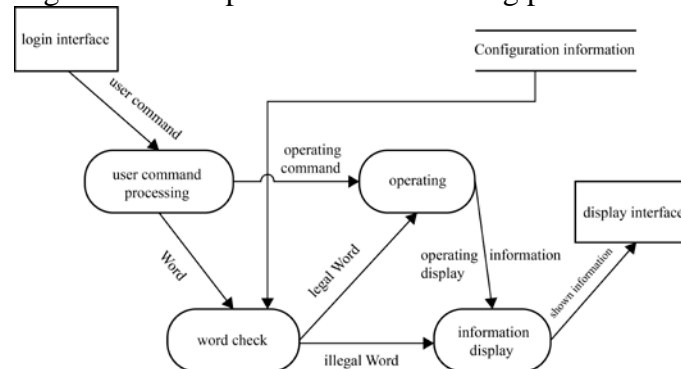 login interface
Configuration information
user command
operating
command
user command
processing
operating
display interface
Word
legal Word
operating
display
information
shown information
word check
information
display
illegal Word